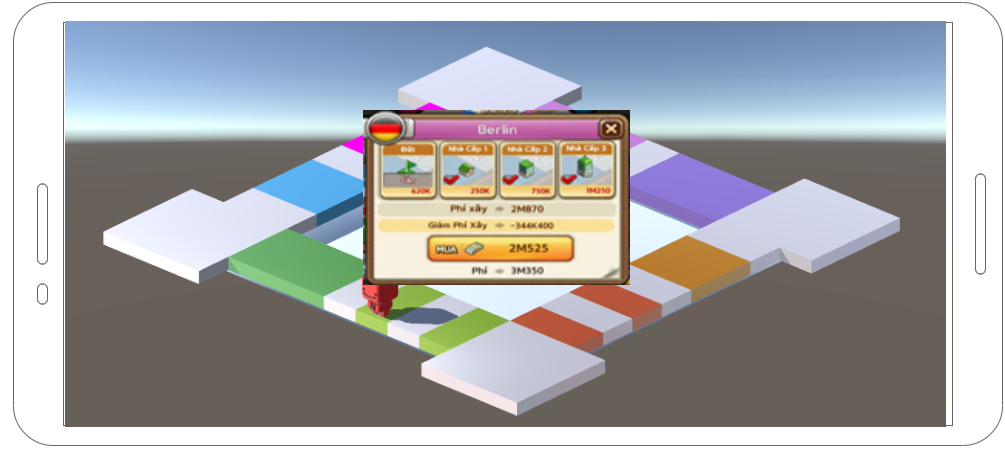 Berlin
Đất Nhà Cấp 1 Nhà Cấp 2 Nhà Cấp 3
620K 250K 750K 1M250
Phí xây ⇒ 2M870
Giảm Phí Xây ⇒ -344K400
MUA 2M525
Phí ⇒ 3M350